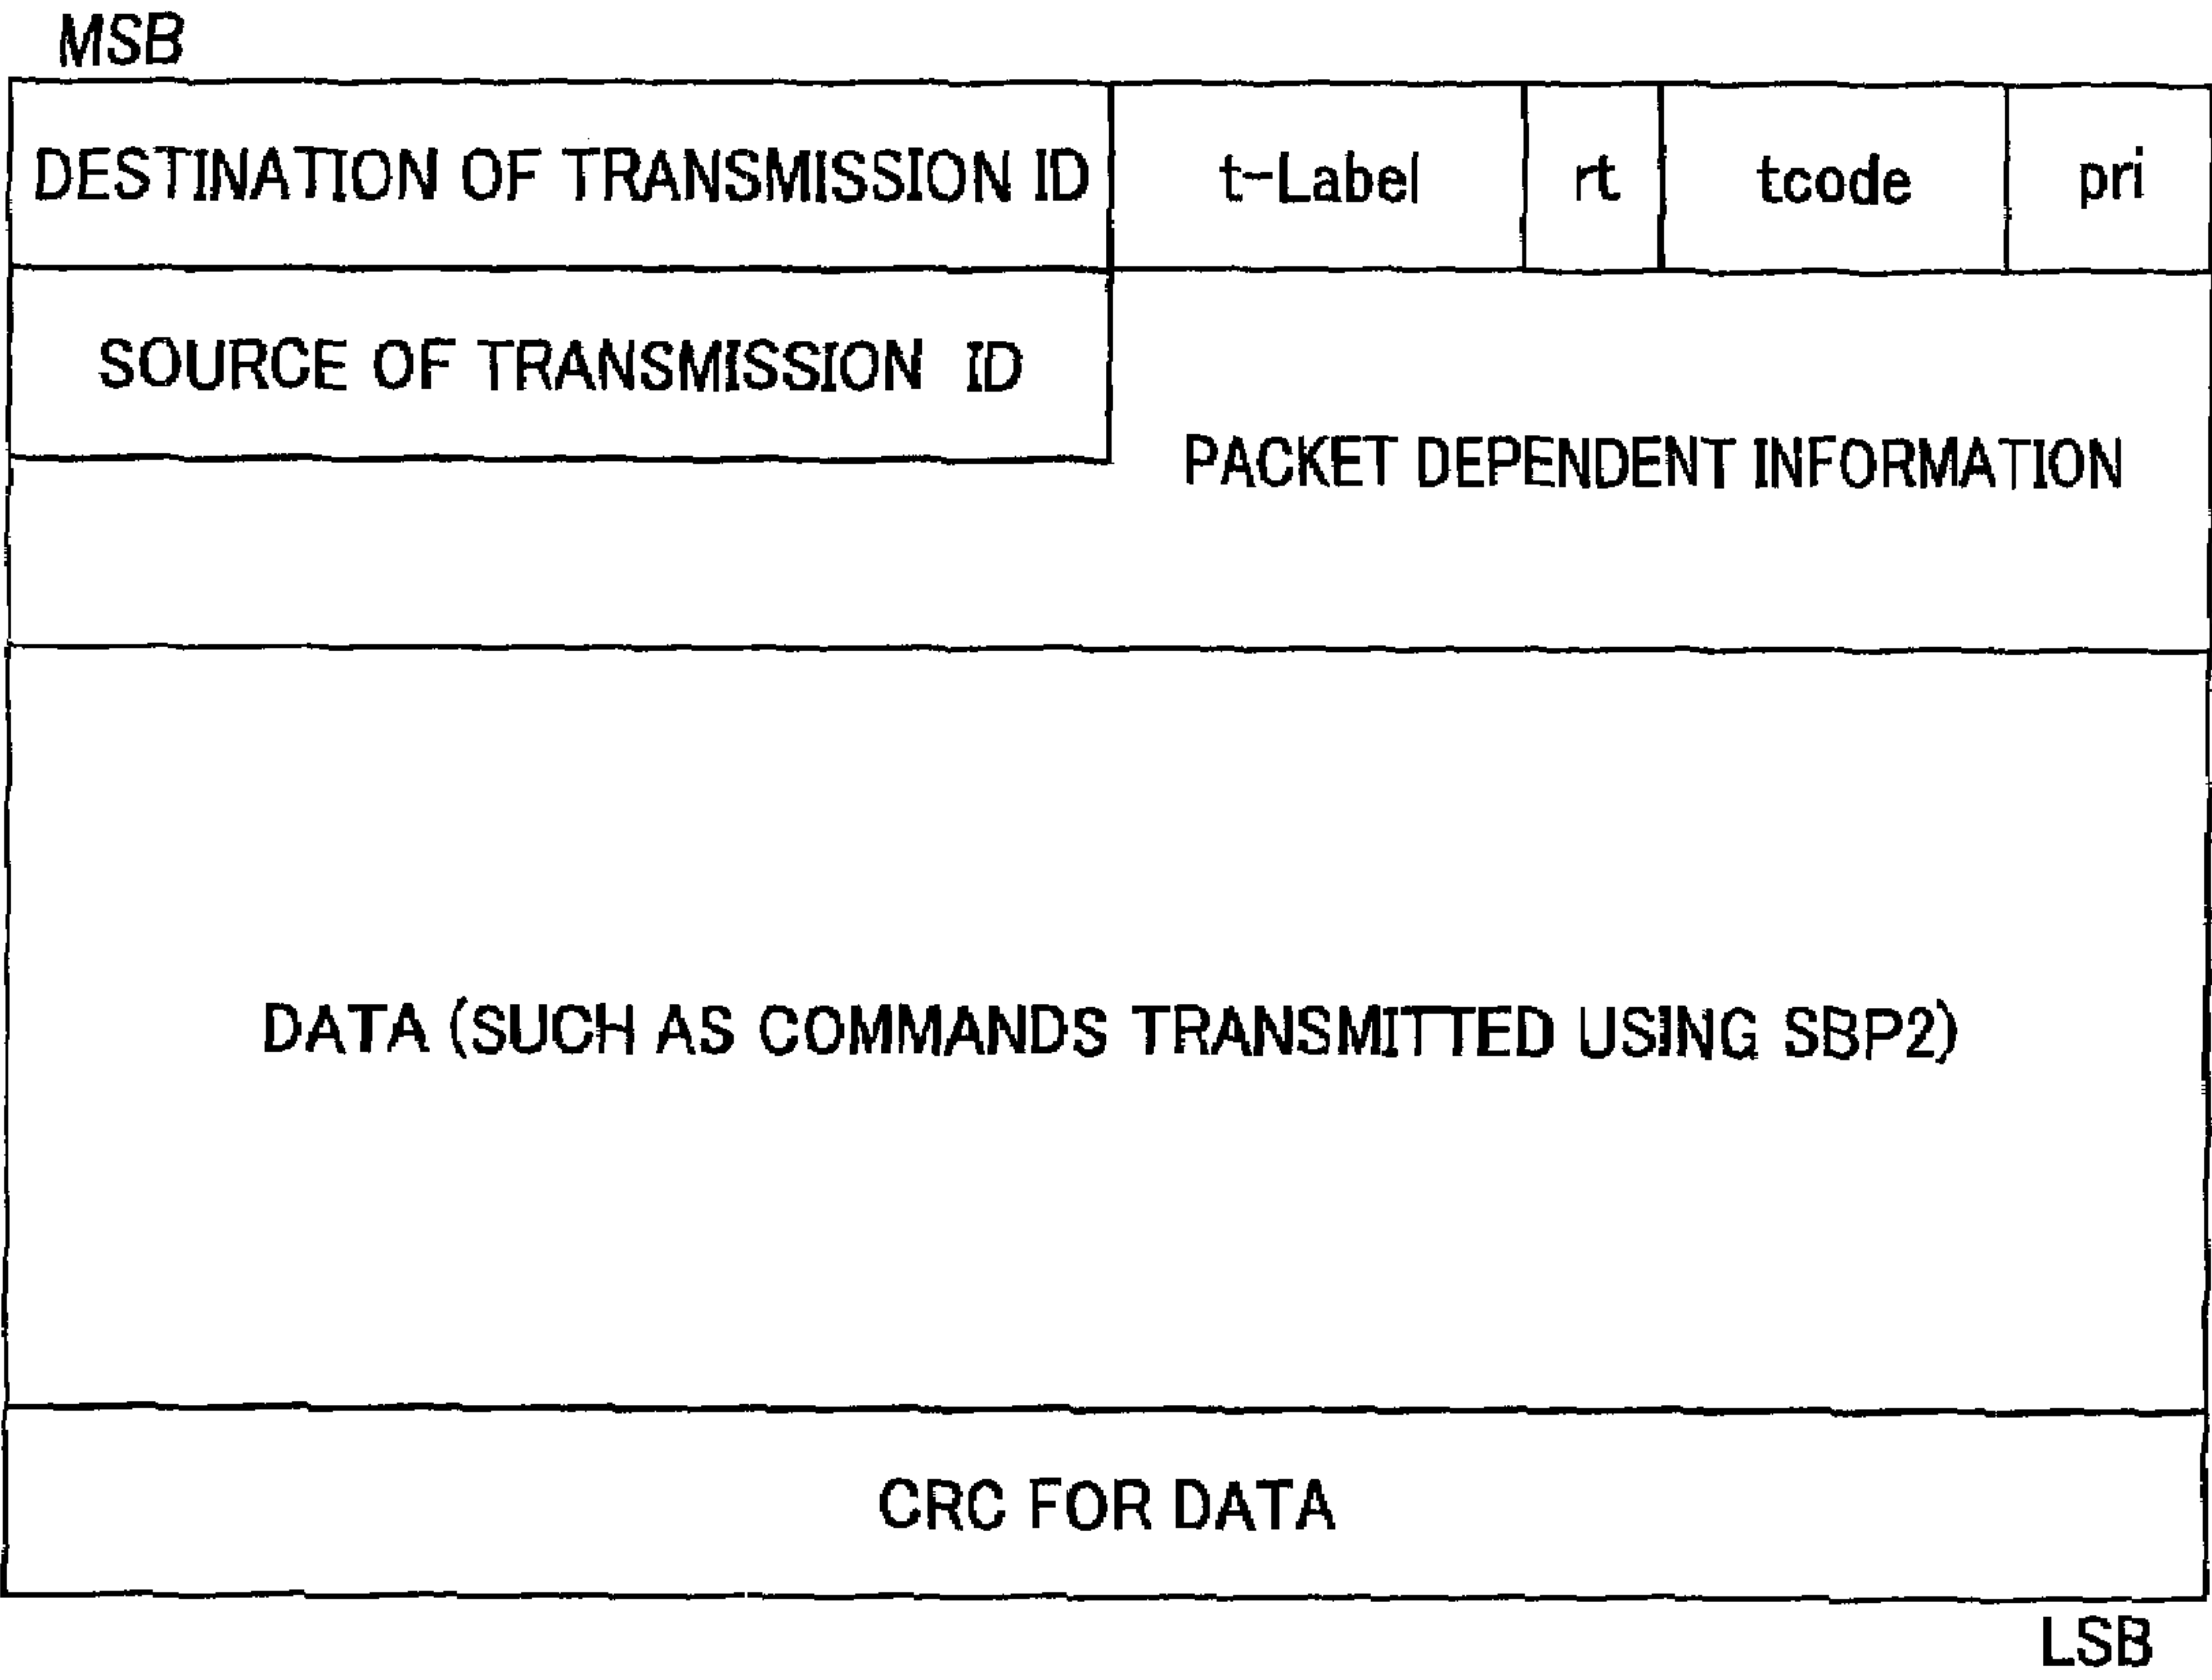 MSB
DESTINATION OF TRANSMISSION ID t-Label rt tcode pri
SOURCE OF TRANSMISSION ID
PACKET DEPENDENT INFORMATION
DATA (SUCH AS COMMANDS TRANSMITTED USING SBP2)
CRC FOR DATA
LSB